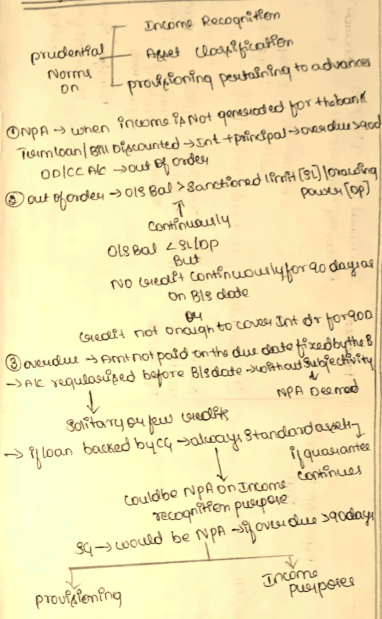 Income Recognition
prudential Asset Classification
Norms
on provisioning pertaining to advances
① NPA → when income is Not generated for the bank
Term loan / Bill Discounted → Int + principal → overdue > 90D
OD/CC A/c → out of order
② out of order → O/s Bal > Sanctioned limit [SL] / drawing
power [DP]
↑
Continuously
O/S Bal < SL/DP
But
No credit continuously for 90 days as
on B/s date
OR
Credit not enough to cover Int dr for 90D
③ overdue → Amt not paid on the due date fixed by the B
→ A/c regularised before B/s date → without subjectivity
↓
NPA Deemed
Solitary or few credits
→ if loan backed by CG → always Standard asset
if guarantee
continues
Could be NPA on Income
recognition purpose
SG → would be NPA → if overdue > 90 days
provisioning Income
purposes